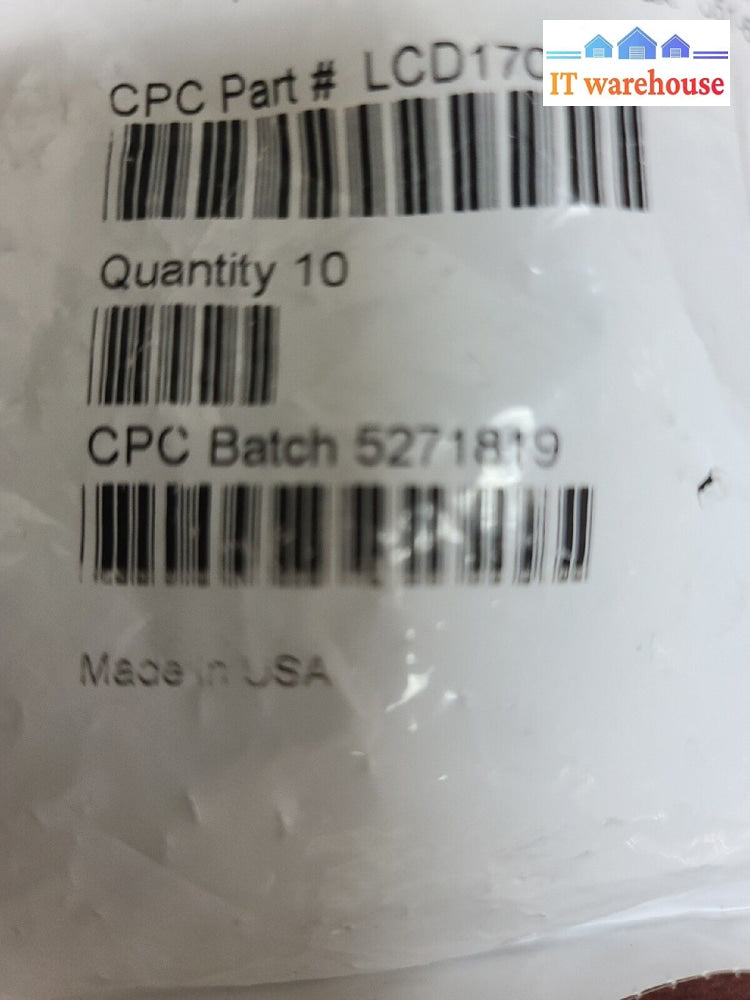 IT warehouse
CPC Part # LCD170
Quantity 10
CPC Batch 5271819
Made in USA